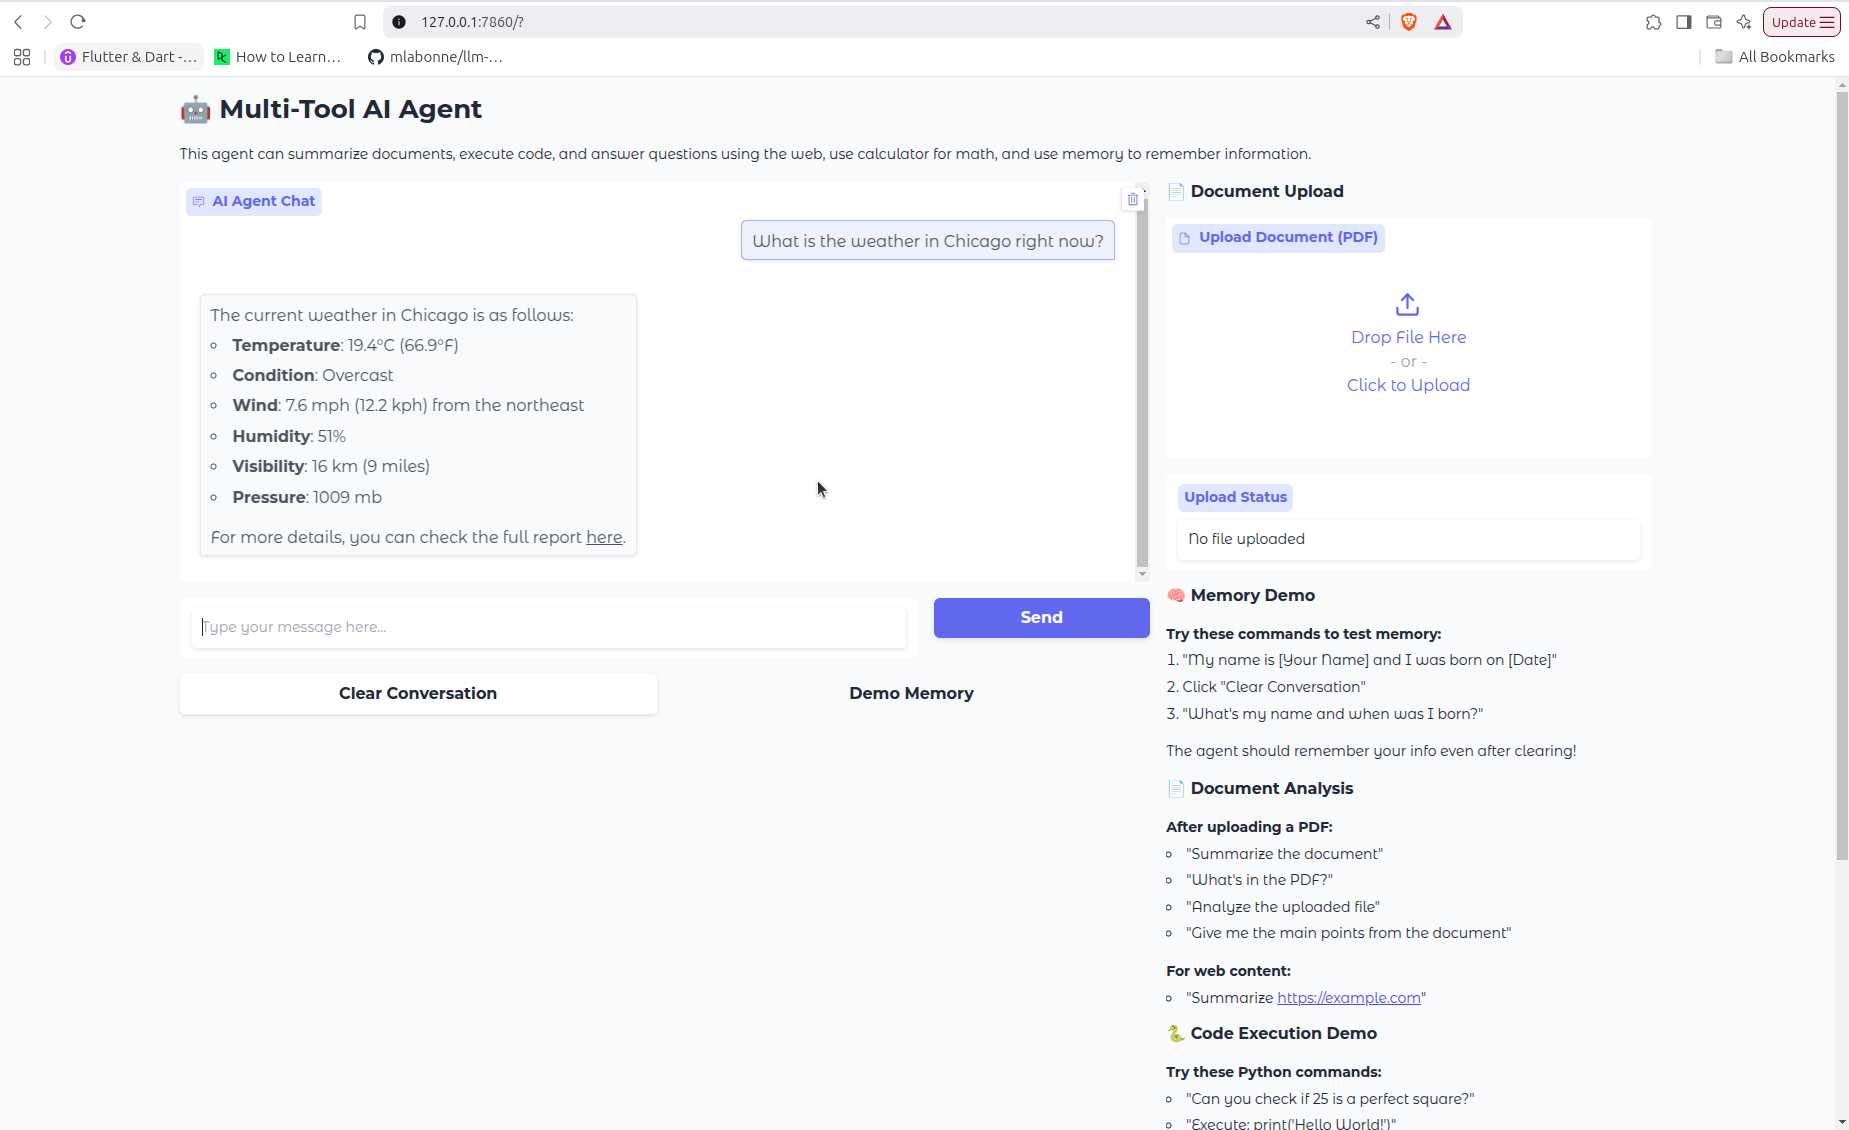 127.0.0.1:7860/?
Update
Flutter & Dart -...
How to Learn...
mlabonne/llm-...
All Bookmarks
Multi-Tool AI Agent
This agent can summarize documents, execute code, and answer questions using the web, use calculator for math, and use memory to remember information.
AI Agent Chat
What is the weather in Chicago right now?
The current weather in Chicago is as follows:
Temperature: 19.4°C (66.9°F)
Condition: Overcast
Wind: 7.6 mph (12.2 kph) from the northeast
Humidity: 51%
Visibility: 16 km (9 miles)
Pressure: 1009 mb
For more details, you can check the full report here.
Type your message here...
Send
Clear Conversation
Demo Memory
Document Upload
Upload Document (PDF)
Drop File Here
- or -
Click to Upload
Upload Status
No file uploaded
Memory Demo
Try these commands to test memory:
1. "My name is [Your Name] and I was born on [Date]"
2. Click "Clear Conversation"
3. "What's my name and when was I born?"
The agent should remember your info even after clearing!
Document Analysis
After uploading a PDF:
"Summarize the document"
"What's in the PDF?"
"Analyze the uploaded file"
"Give me the main points from the document"
For web content:
"Summarize https://example.com"
Code Execution Demo
Try these Python commands:
"Can you check if 25 is a perfect square?"
"Execute: print('Hello World!')"